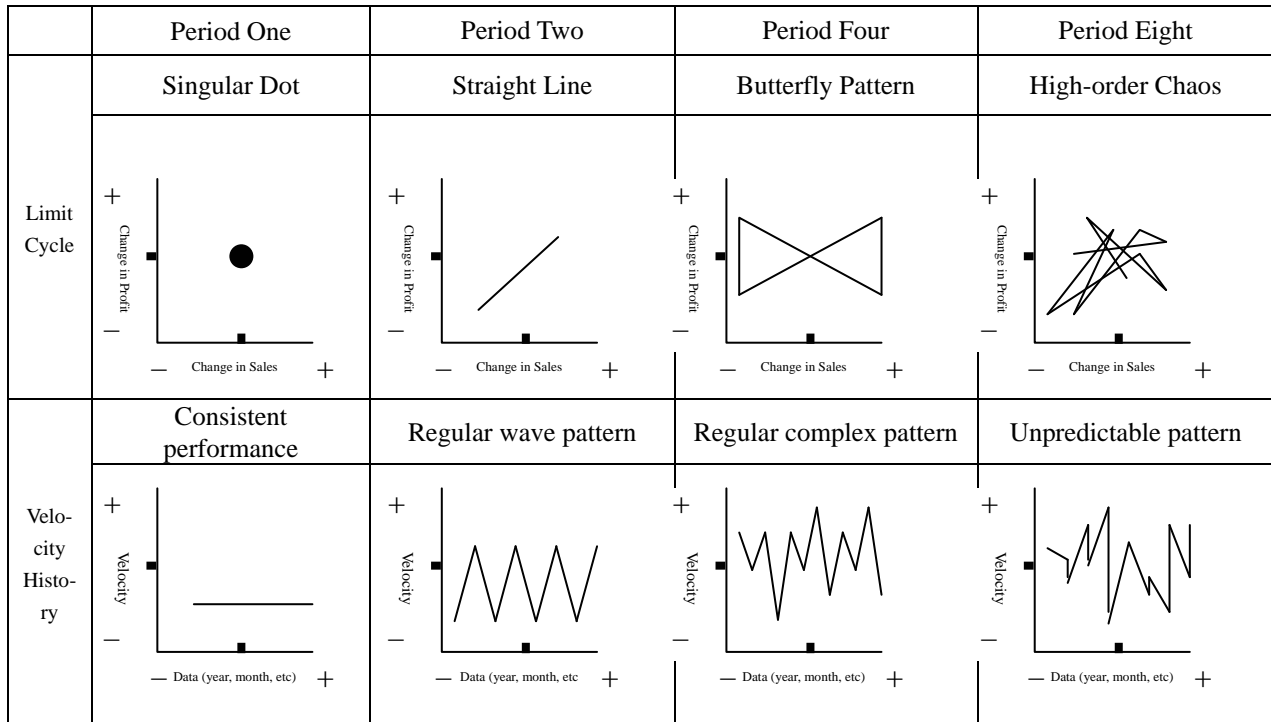 Period One
Period Two
Period Four
Period Eight
Limit
Cycle
Singular Dot
Straight Line
Butterfly Pattern
High-order Chaos
+
Change in Profit
—
— Change in Sales +
+
Change in Profit
—
— Change in Sales +
+
Change in Profit
—
— Change in Sales +
+
Change in Profit
—
— Change in Sales +
Velo-
city
Histo-
ry
Consistent
performance
Regular wave pattern
Regular complex pattern
Unpredictable pattern
+
Velocity
—
— Data (year, month, etc) +
+
Velocity
—
— Data (year, month, etc +
+
Velocity
—
— Data (year, month, etc) +
+
Velocity
—
— Data (year, month, etc) +